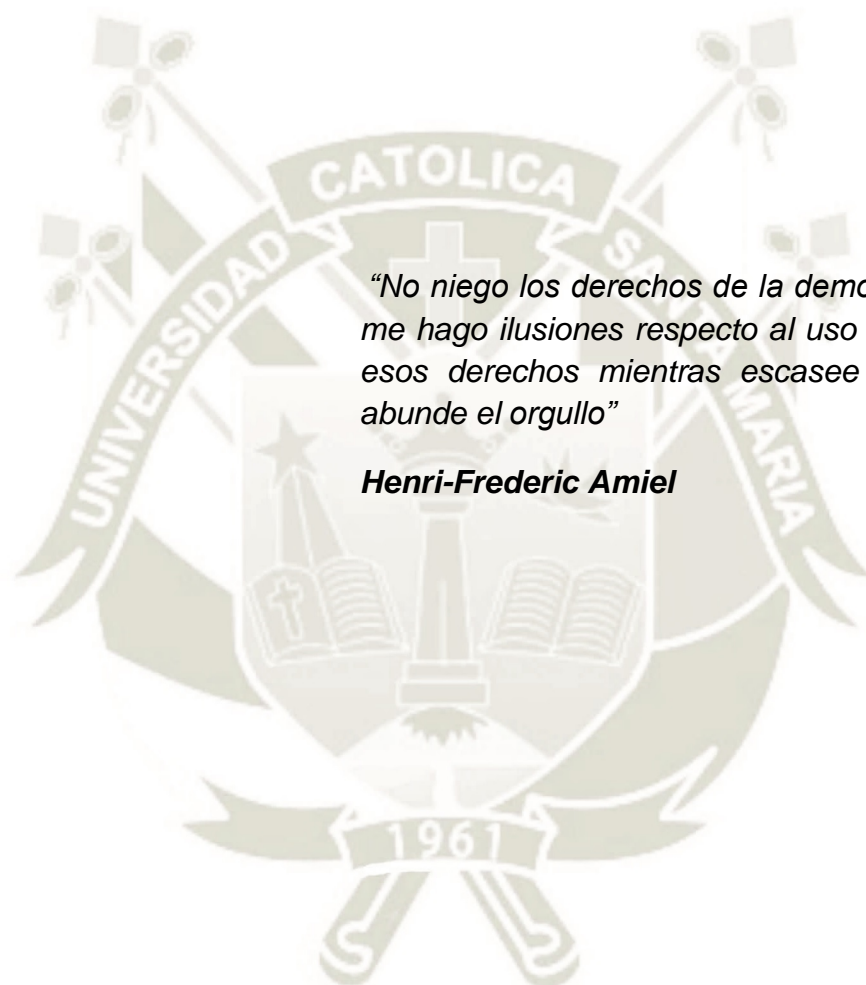 UNIVERSIDAD CATOLICA SANTA MARIA
“No niego los derechos de la
me hago ilusiones respecto al uso
esos derechos mientras escasee
abunde el orgullo”
Henri-Frederic Amiel
1961